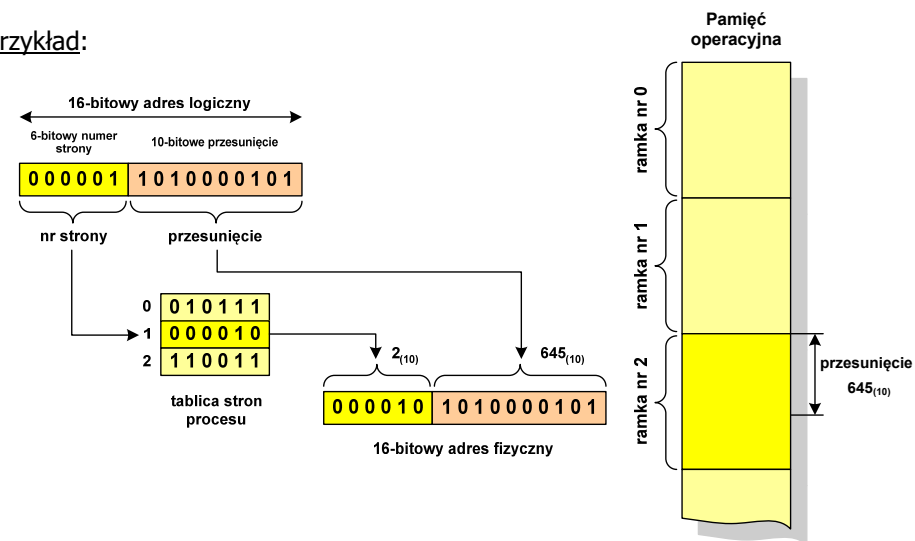 rzykład:
Pamięć
operacyjna
16-bitowy adres logiczny
6-bitowy numer
strony
10-bitowe przesunięcie
0 0 0 0 0 1
1 0 1 0 0 0 0 1 0 1
nr strony
przesunięcie
0
0 1 0 1 1 1
1
0 0 0 0 1 0
2
1 1 0 0 1 1
tablica stron
procesu
2(10)
645(10)
0 0 0 0 1 0
1 0 1 0 0 0 0 1 0 1
16-bitowy adres fizyczny
ramka nr 0
ramka nr 1
ramka nr 2
przesunięcie
645(10)